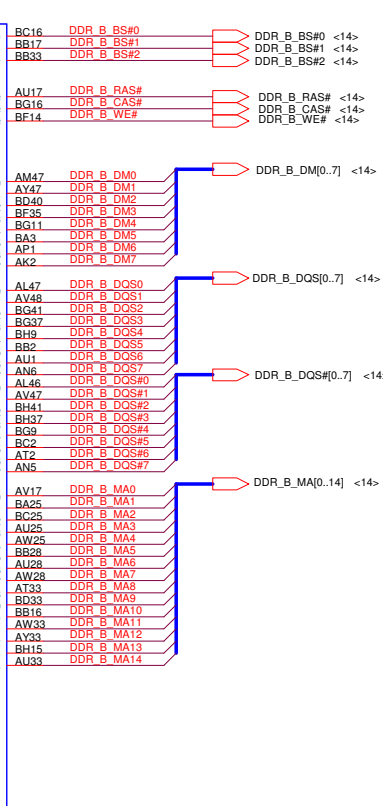 BC16 DDR_B_BS#0 DDR_B_BS#0 <14>
BB17 DDR_B_BS#1 DDR_B_BS#1 <14>
BB33 DDR_B_BS#2 DDR_B_BS#2 <14>
AU17 DDR_B_RAS# DDR_B_RAS# <14>
BG16 DDR_B_CAS# DDR_B_CAS# <14>
BF14 DDR_B_WE# DDR_B_WE# <14>
DDR_B_DM[0..7] <14>
AM47 DDR_B_DM0
AY47 DDR_B_DM1
BD40 DDR_B_DM2
BF35 DDR_B_DM3
BG11 DDR_B_DM4
BA3 DDR_B_DM5
AP1 DDR_B_DM6
AK2 DDR_B_DM7
DDR_B_DQS[0..7] <14>
AL47 DDR_B_DQS0
AV48 DDR_B_DQS1
BG41 DDR_B_DQS2
BG37 DDR_B_DQS3
BH9 DDR_B_DQS4
BB2 DDR_B_DQS5
AU1 DDR_B_DQS6
AN6 DDR_B_DQS7
DDR_B_DQS#[0..7] <14
AL46 DDR_B_DQS#0
AV47 DDR_B_DQS#1
BH41 DDR_B_DQS#2
BH37 DDR_B_DQS#3
BG9 DDR_B_DQS#4
BC2 DDR_B_DQS#5
AT2 DDR_B_DQS#6
AN5 DDR_B_DQS#7
DDR_B_MA[0..14] <14>
AV17 DDR_B_MA0
BA25 DDR_B_MA1
BC25 DDR_B_MA2
AU25 DDR_B_MA3
AW25 DDR_B_MA4
BB28 DDR_B_MA5
AU28 DDR_B_MA6
AW28 DDR_B_MA7
AT33 DDR_B_MA8
BD33 DDR_B_MA9
BB16 DDR_B_MA10
AW33 DDR_B_MA11
AY33 DDR_B_MA12
BH15 DDR_B_MA13
AU33 DDR_B_MA14